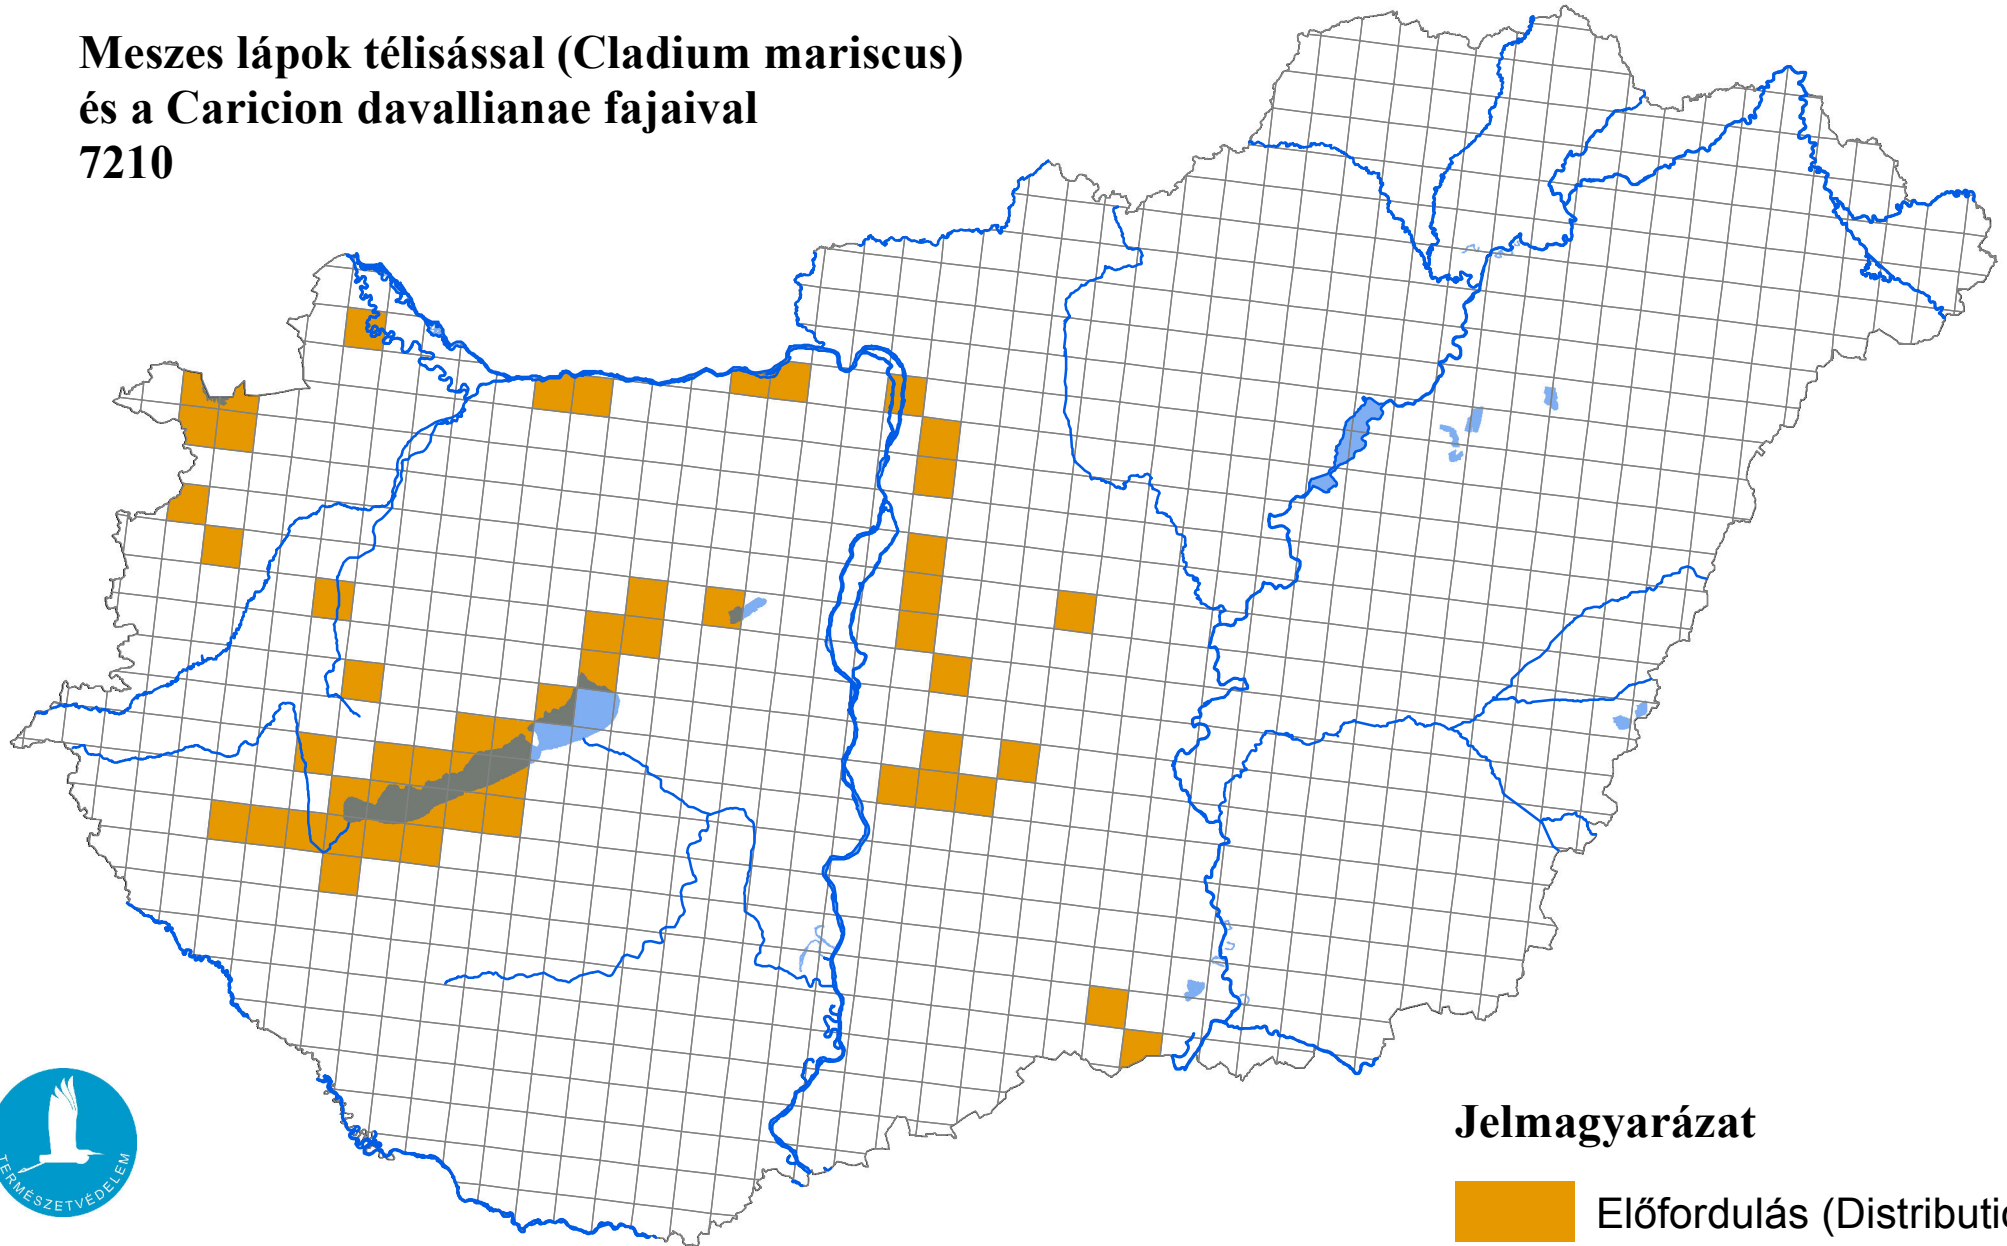 Meszes lápok télisással (Cladium mariscus)
és a Caricion davallianae fajaival
7210
Jelmagyarázat
Előfordulás (Distributio
TERMÉSZETVÉDELEM